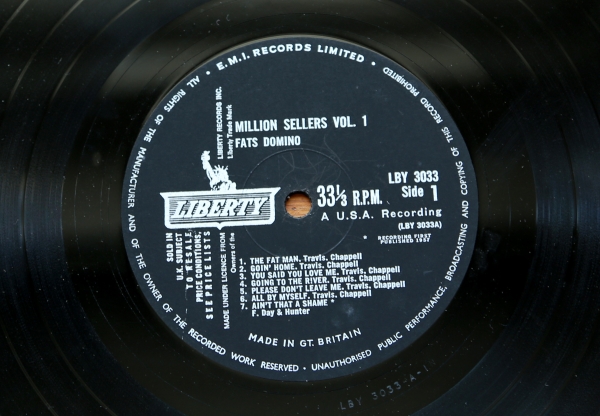 E.M.I. RECORDS LIMITED • ALL RIGHTS OF THE MANUFACTURER AND OF THE OWNER OF THE RECORDED WORK RESERVED • UNAUTHORISED PUBLIC PERFORMANCE, BROADCASTING AND COPYING OF THIS RECORD PROHIBITED
LIBERTY RECORDS INC.
Liberty Trade Mark
MILLION SELLERS VOL. 1
FATS DOMINO
LIBERTY
33⅓ R.P.M.
LBY 3033
Side 1
A U.S.A. Recording
(LBY 3033A)
* RECORDING FIRST
PUBLISHED 1957
SOLD IN
U.K. SUBJECT
TO RESALE
PRICE CONDITIONS,
SEE PRICE LISTS
MADE UNDER LICENCE FROM
Owners of the
1. THE FAT MAN. Travis. Chappell
2. GOIN' HOME. Travis. Chappell
3. YOU SAID YOU LOVE ME. Travis. Chappell
4. GOING TO THE RIVER. Travis. Chappell
5. PLEASE DON'T LEAVE ME. Travis. Chappell
6. ALL BY MYSELF. Travis. Chappell
7. AIN'T THAT A SHAME *
F. Day & Hunter
MADE IN GT. BRITAIN
LBY 3033-A-1